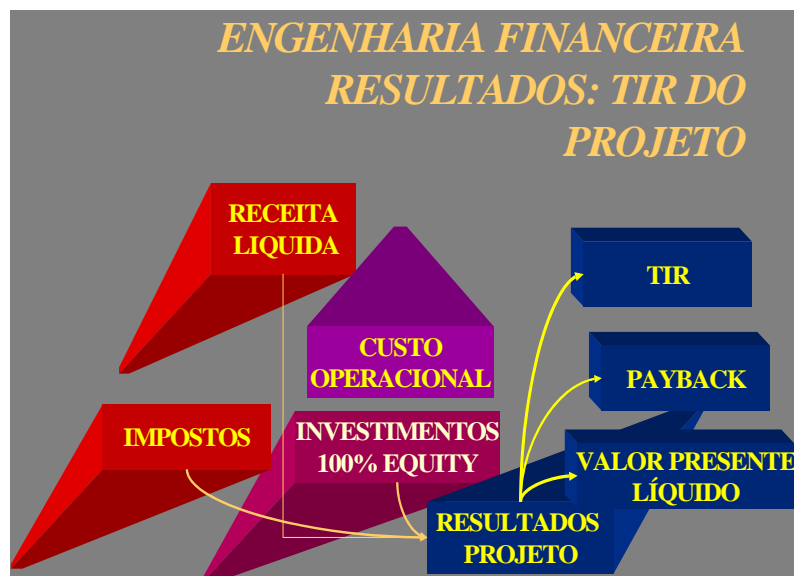 ENGENHARIA FINANCEIRA
RESULTADOS: TIR DO
PROJETO
RECEITA
LIQUIDA
TIR
CUSTO
OPERACIONAL
PAYBACK
IMPOSTOS
INVESTIMENTOS
100% EQUITY
VALOR PRESENTE
LÍQUIDO
RESULTADOS
PROJETO